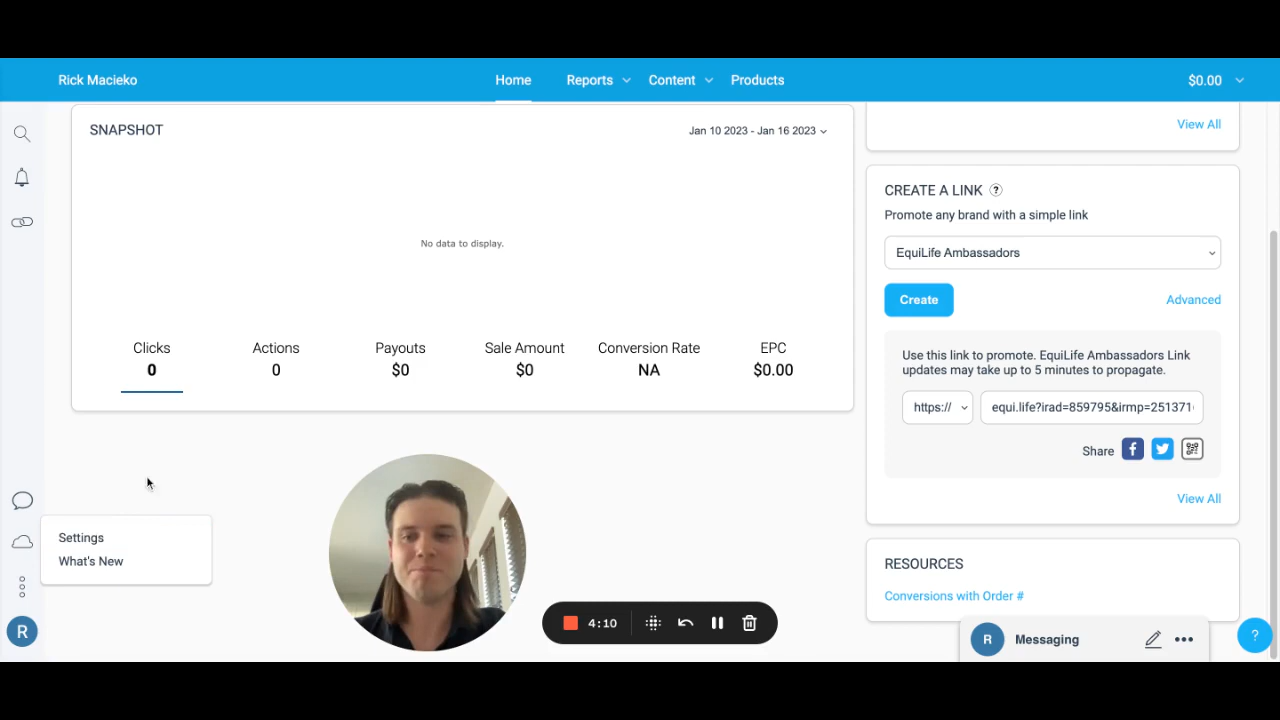 Rick Macieko
Home
Reports
Content
Products
$0.00
SNAPSHOT
Jan 10 2023 - Jan 16 2023
No data to display.
Clicks
0
Actions
0
Payouts
$0
Sale Amount
$0
Conversion Rate
NA
EPC
$0.00
View All
CREATE A LINK ?
Promote any brand with a simple link
EquiLife Ambassadors
Create
Advanced
Use this link to promote. EquiLife Ambassadors Link
updates may take up to 5 minutes to propagate.
https://
equi.life?irad=859795&irmp=251371
Share
View All
RESOURCES
Conversions with Order #
Settings
What's New
R
4:10
R
Messaging
?